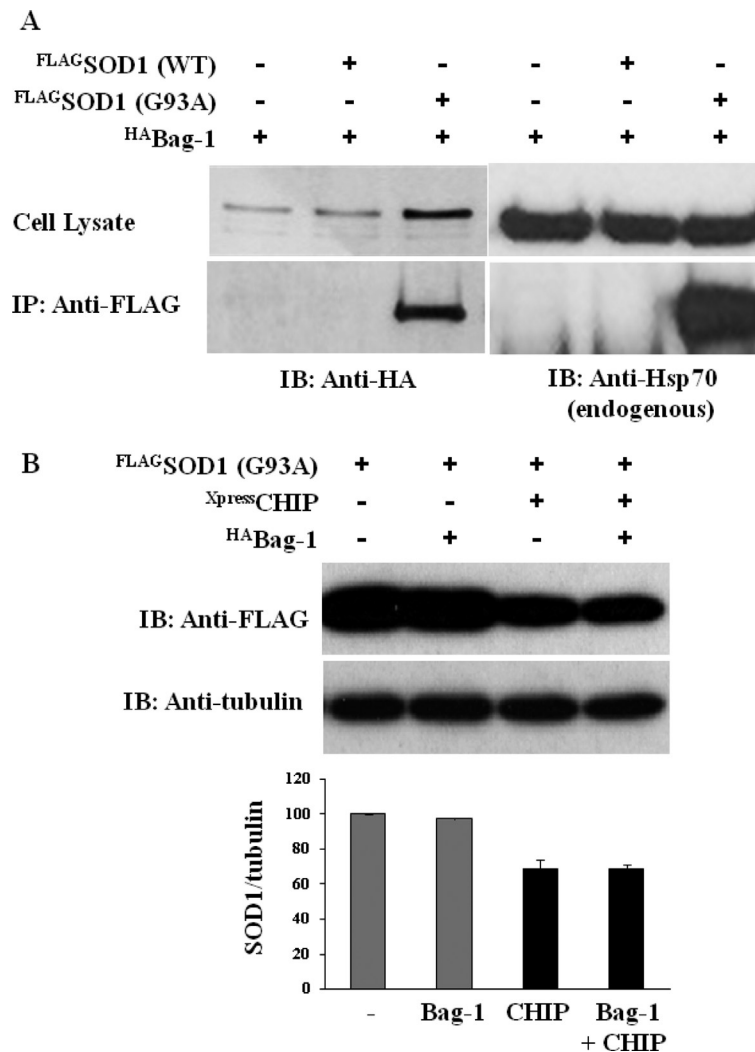 A
FLAGSOD1 (WT) - + - - + -
FLAGSOD1 (G93A) - - + - - +
HABag-1 + + + + + +
Cell Lysate
IP: Anti-FLAG
IB: Anti-HA
IB: Anti-Hsp70
(endogenous)
B
FLAGSOD1 (G93A) + + + +
XpressCHIP - - + +
HABag-1 - + - +
IB: Anti-FLAG
IB: Anti-tubulin
SOD1/tubulin
120
100
80
60
40
20
0
- Bag-1 CHIP Bag-1
+ CHIP